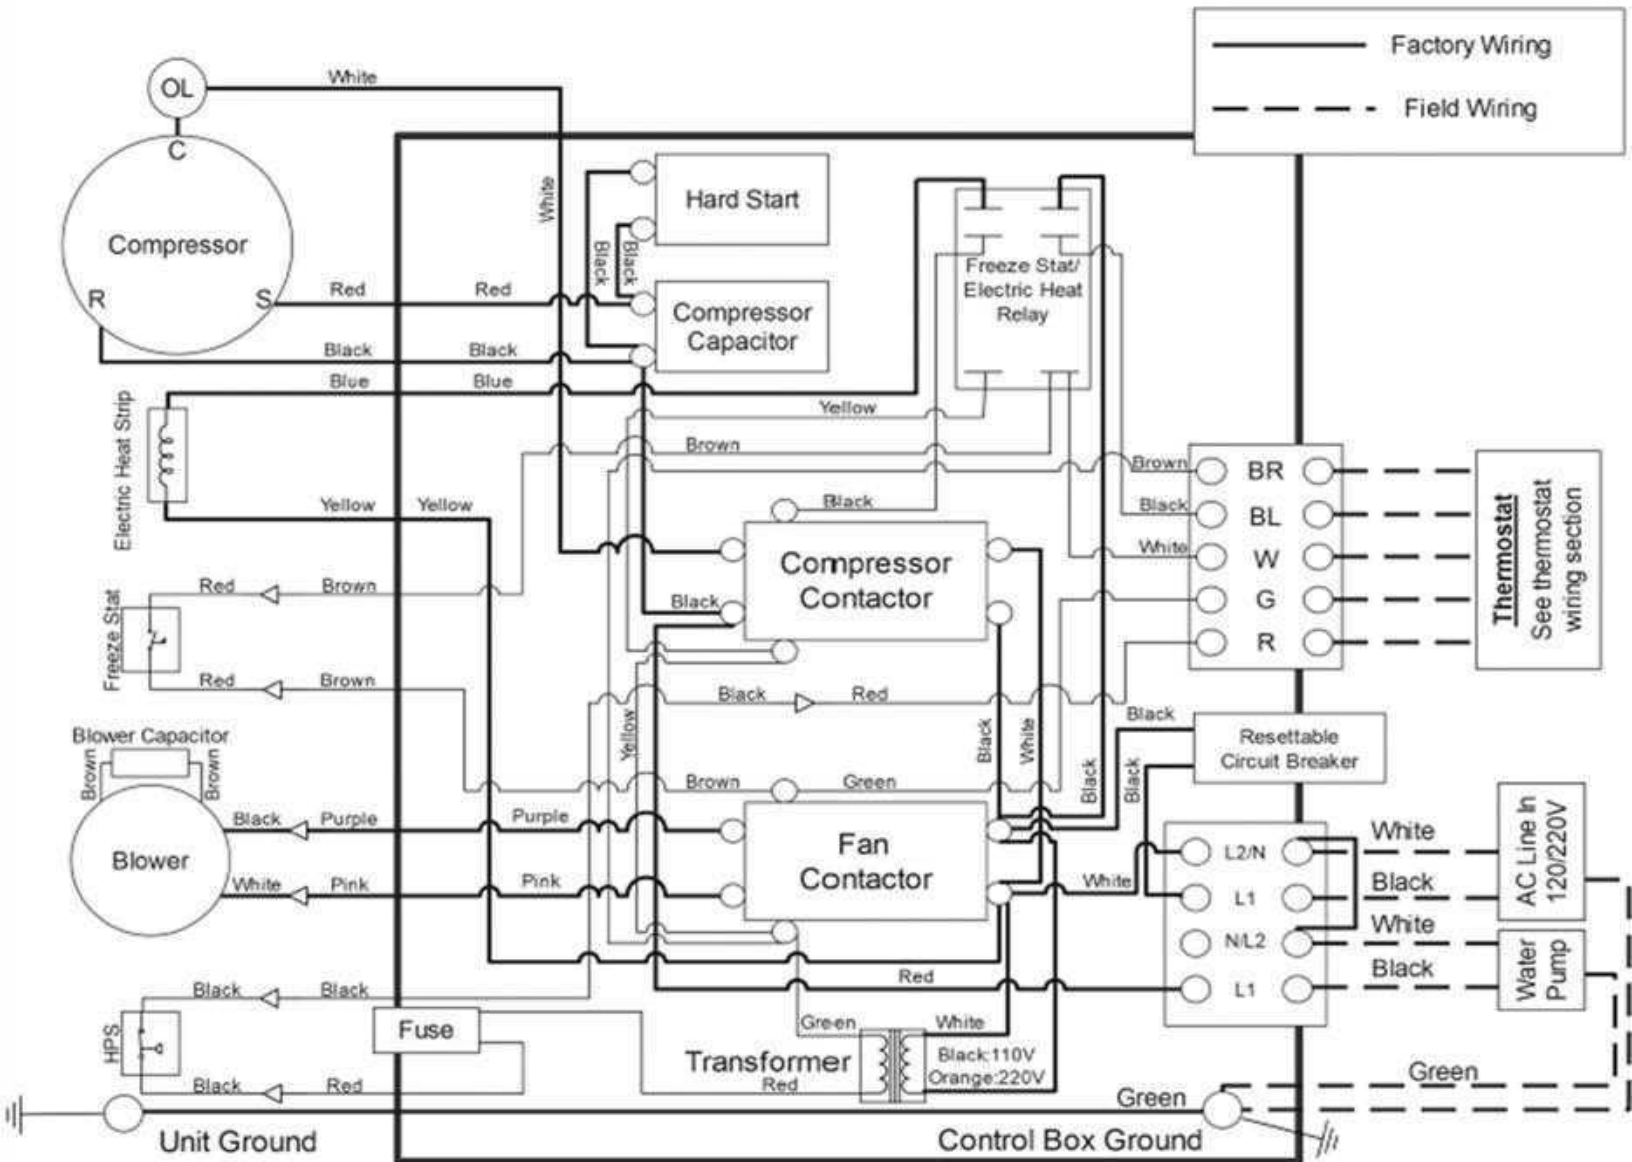 Factory Wiring
Field Wiring
OL
White
C
Compressor
R
S
White
Hard Start
Black
Black
Red
Red
Compressor
Capacitor
Black
Black
Blue
Blue
Freeze Stat/
Electric Heat
Relay
Yellow
Brown
Electric Heat Strip
Yellow
Yellow
Black
Brown
BR
Black
BL
White
W
G
R
Thermostat
See thermostat
wiring section
Compressor
Contactor
Black
Freeze Stat
Red
Brown
Red
Brown
Black
Red
Yellow
Black
White
Black
Black
Black
Resettable
Circuit Breaker
Blower Capacitor
Brown
Brown
Brown
Green
Black
Purple
Purple
Blower
White
Pink
Pink
Fan
Contactor
White
L2/N
L1
N/L2
L1
White
Black
White
Black
AC Line In
120/220V
Water
Pump
Red
HPS
Black
Black
Fuse
Black
Red
Green
White
Transformer
Black:110V
Orange:220V
Red
Green
Green
Unit Ground
Control Box Ground